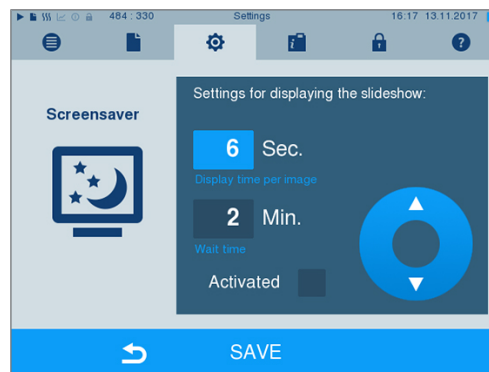 484 : 330 Settings 16:17 13.11.2017
Screensaver
Settings for displaying the slideshow:
6 Sec.
Display time per image
2 Min.
Wait time
Activated
SAVE